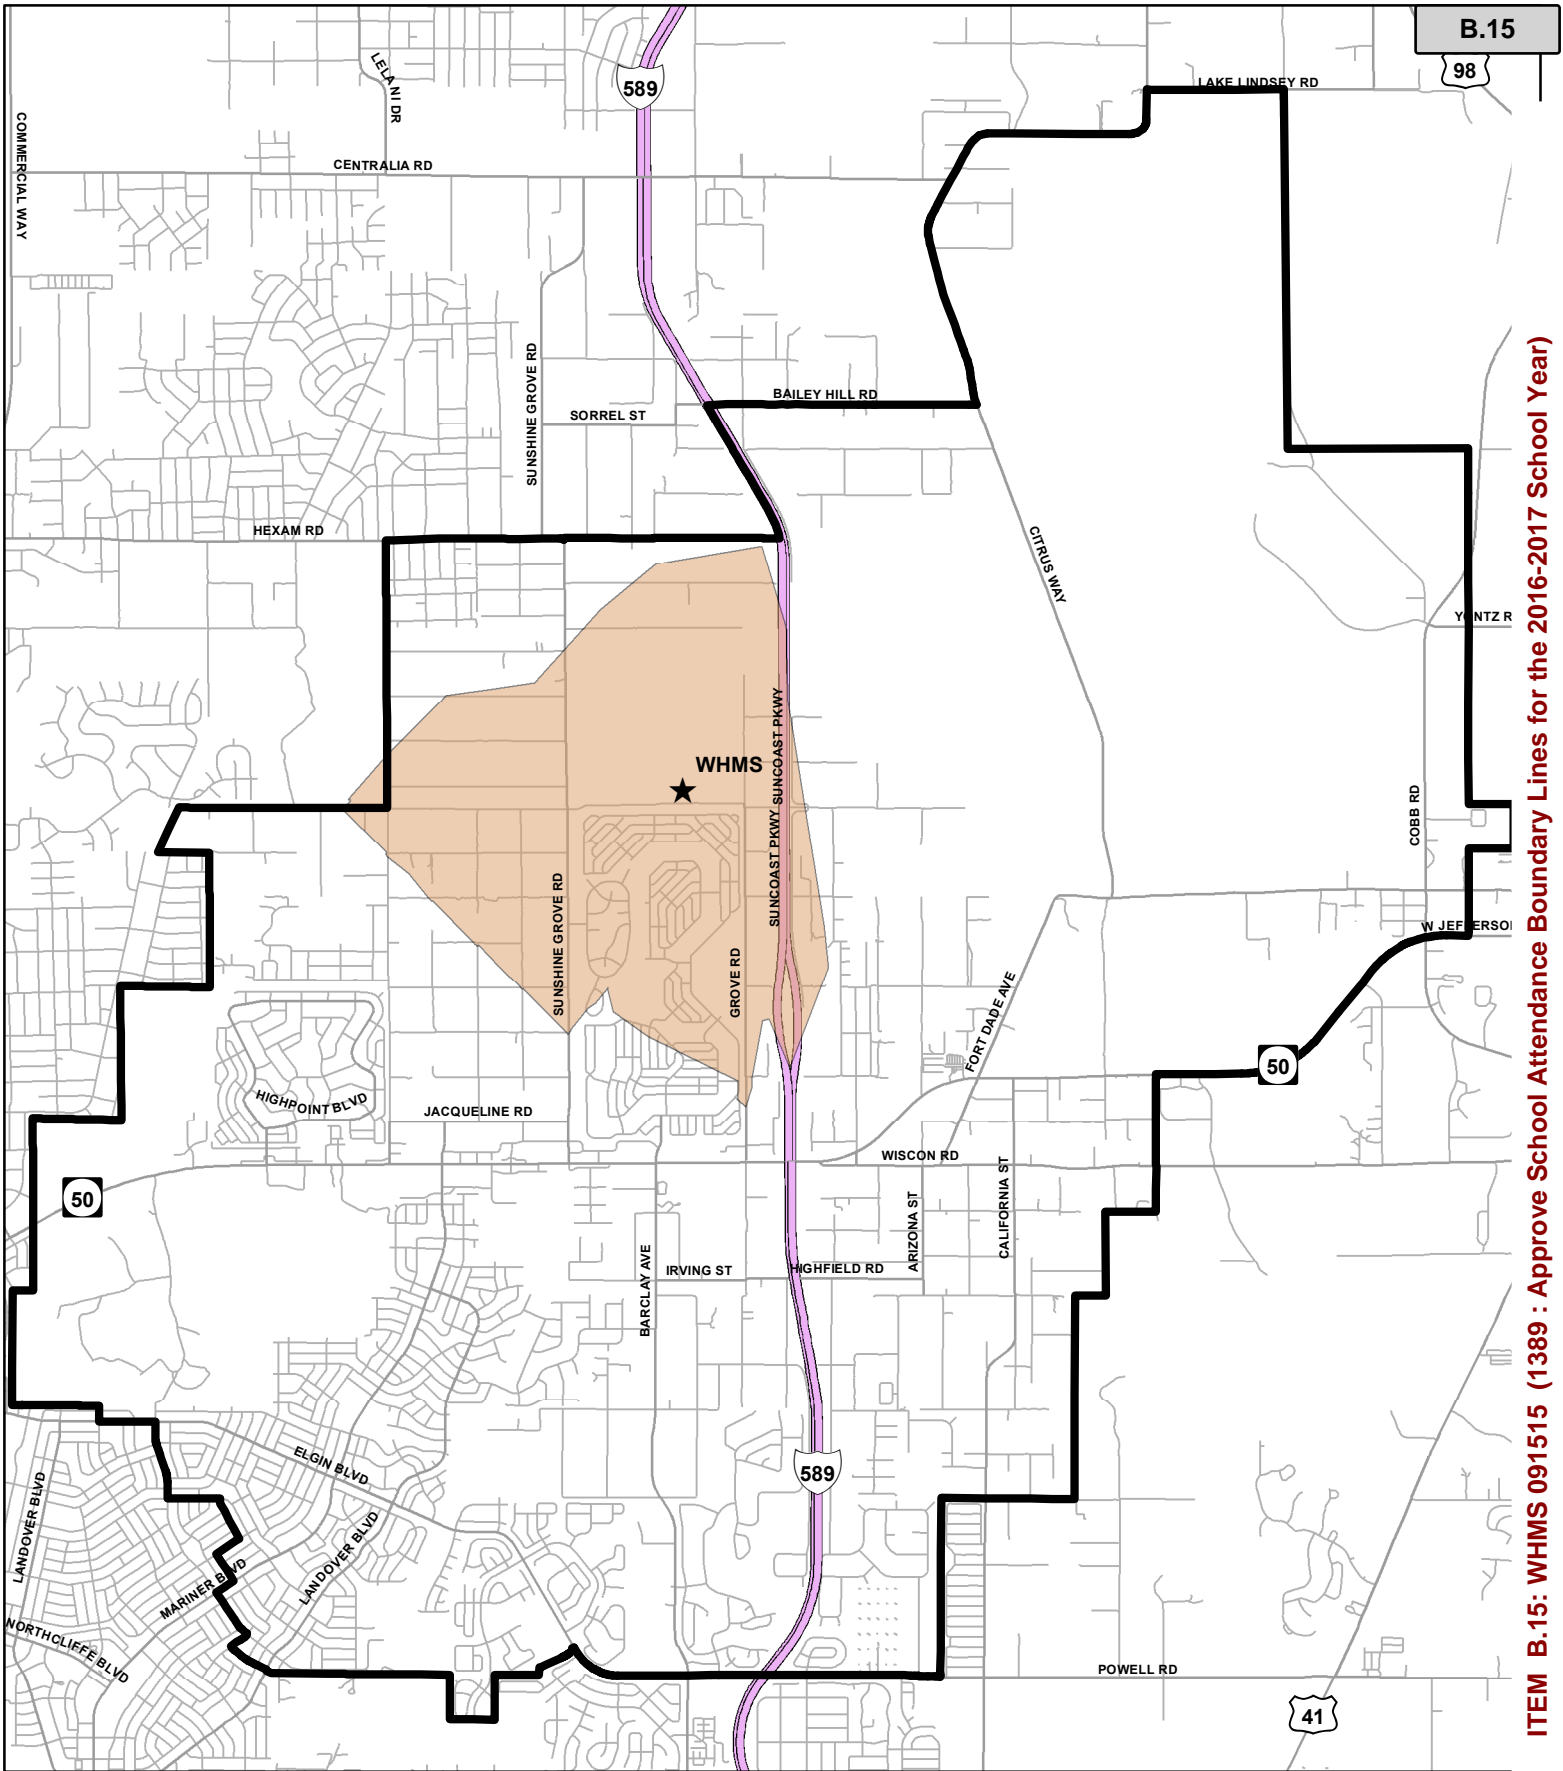 B.15
98
LAKE LINDSEY RD
589
LELANI DR
COMMERCIAL WAY
CENTRALIA RD
SUNSHINE GROVE RD
BAILEY HILL RD
SORREL ST
HEXAM RD
CITRUS WAY
YONTZ R
WHMS
SUNCOAST PKWY
SUNCOAST PKWY
COBB RD
SUNSHINE GROVE RD
GROVE RD
W JEFFERSO
FORT DADE AVE
50
HIGHPOINT BLVD
JACQUELINE RD
WISCON RD
50
ARIZONA ST
CALIFORNIA ST
BARCLAY AVE
IRVING ST
HIGHFIELD RD
ELGIN BLVD
589
LANDOVER BLVD
LANDOVER BLVD
MARINER BLVD
NORTHCLIFFE BLVD
POWELL RD
41
ITEM B.15: WHMS 091515 (1389 : Approve School Attendance Boundary Lines for the 2016-2017 School Year)